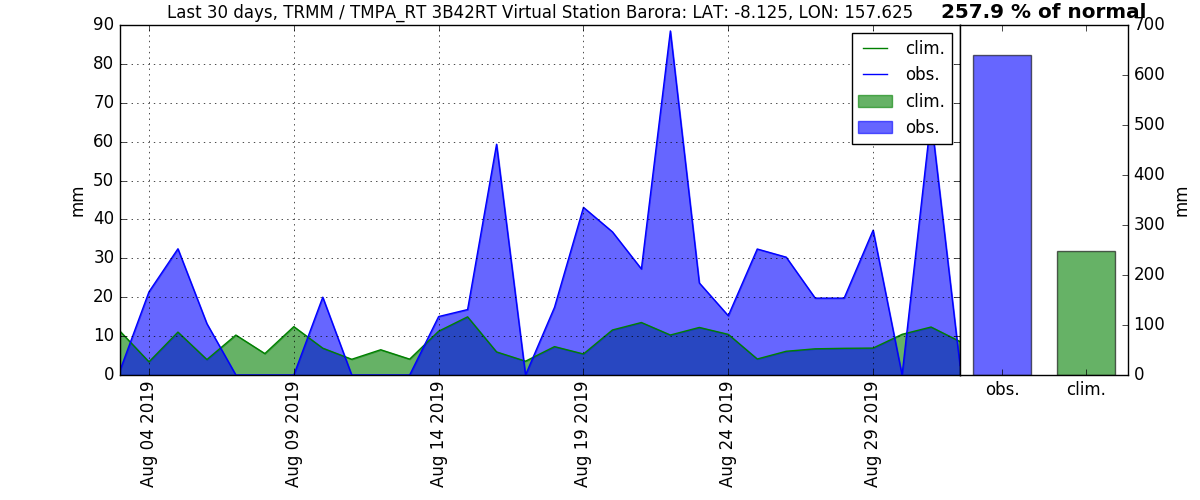 Last 30 days, TRMM / TMPA_RT 3B42RT Virtual Station Barora: LAT: -8.125, LON: 157.625
257.9 % of normal
90
80
70
60
50
40
30
20
10
0
mm
clim.
obs.
clim.
obs.
Aug 04 2019
Aug 09 2019
Aug 14 2019
Aug 19 2019
Aug 24 2019
Aug 29 2019
700
600
500
400
300
200
100
0
mm
obs.
clim.